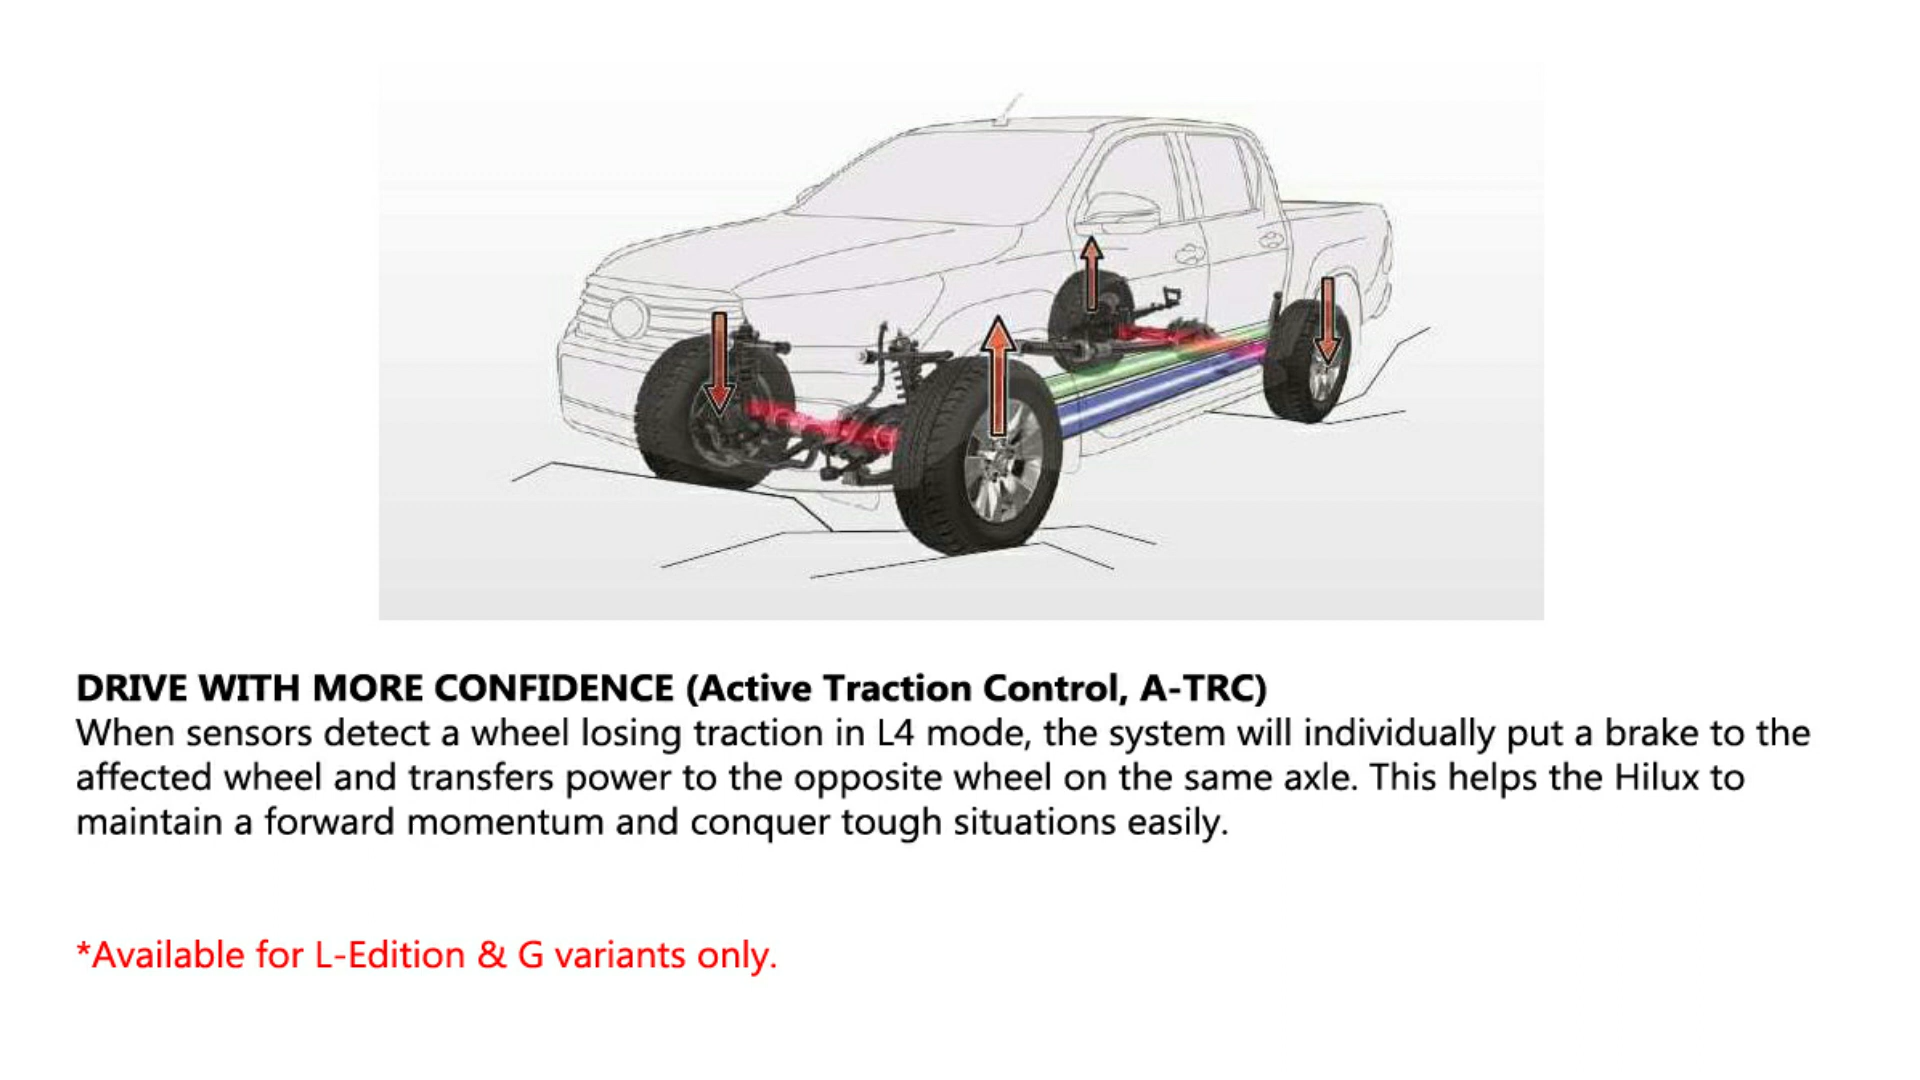 DRIVE WITH MORE CONFIDENCE (Active Traction Control, A-TRC)
When sensors detect a wheel losing traction in L4 mode, the system will individually put a brake to the
affected wheel and transfers power to the opposite wheel on the same axle. This helps the Hilux to
maintain a forward momentum and conquer tough situations easily.
*Available for L-Edition & G variants only.